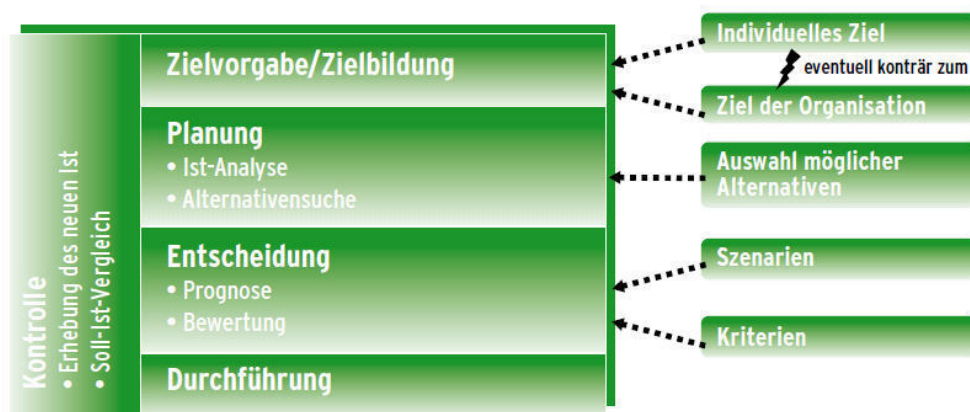 Zielvorgabe/Zielbildung
Planung
• Ist-Analyse
• Alternativensuche
Entscheidung
• Prognose
• Bewertung
Durchführung
Kontrolle
• Erhebung des neuen Ist
• Soll-Ist-Vergleich
Individuelles Ziel
eventuell konträr zum
Ziel der Organisation
Auswahl möglicher
Alternativen
Szenarien
Kriterien